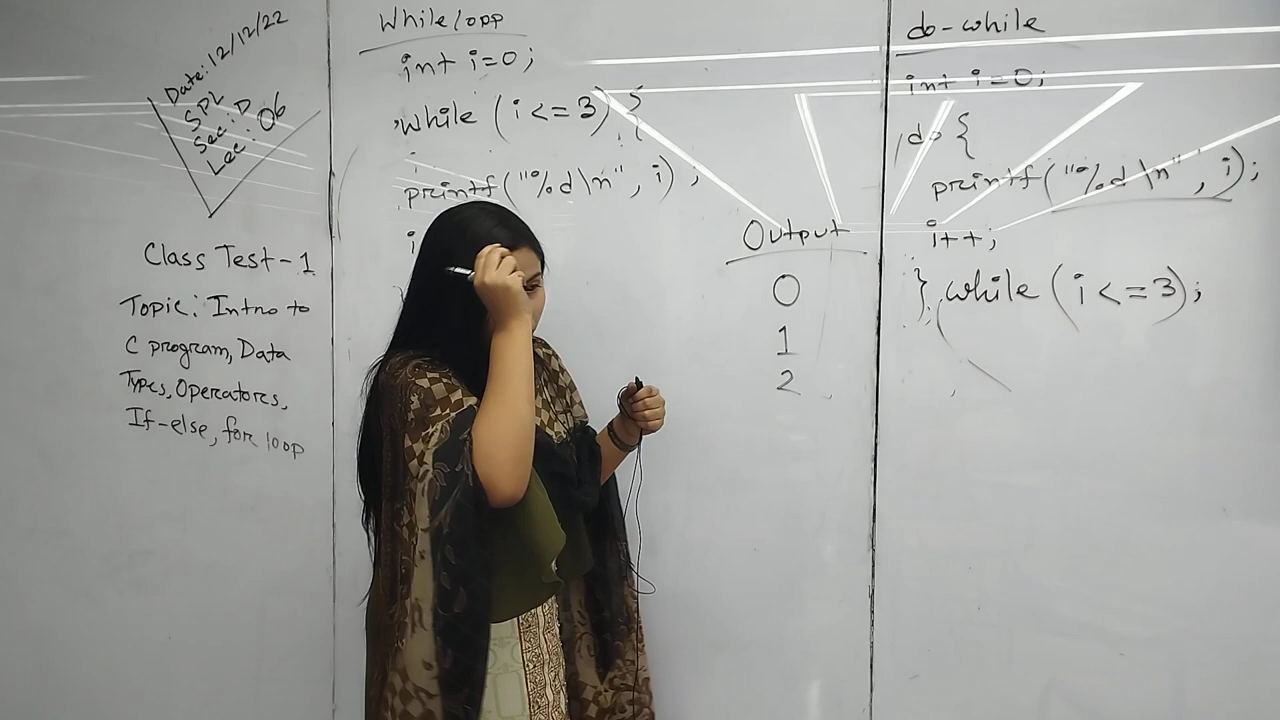 Date: 12/12/22
SPL
Sec: D
Lec: 06
Class Test-1
Topic: Intro to
C program, Data
Types, Operators,
If-else, for loop
While loop
int i=0;
while (i<=3) {
printf("%d\n", i);
i
Output
0
1
2
do-while
int i=0;
do {
printf("%d\n", i);
i++;
} while (i<=3);